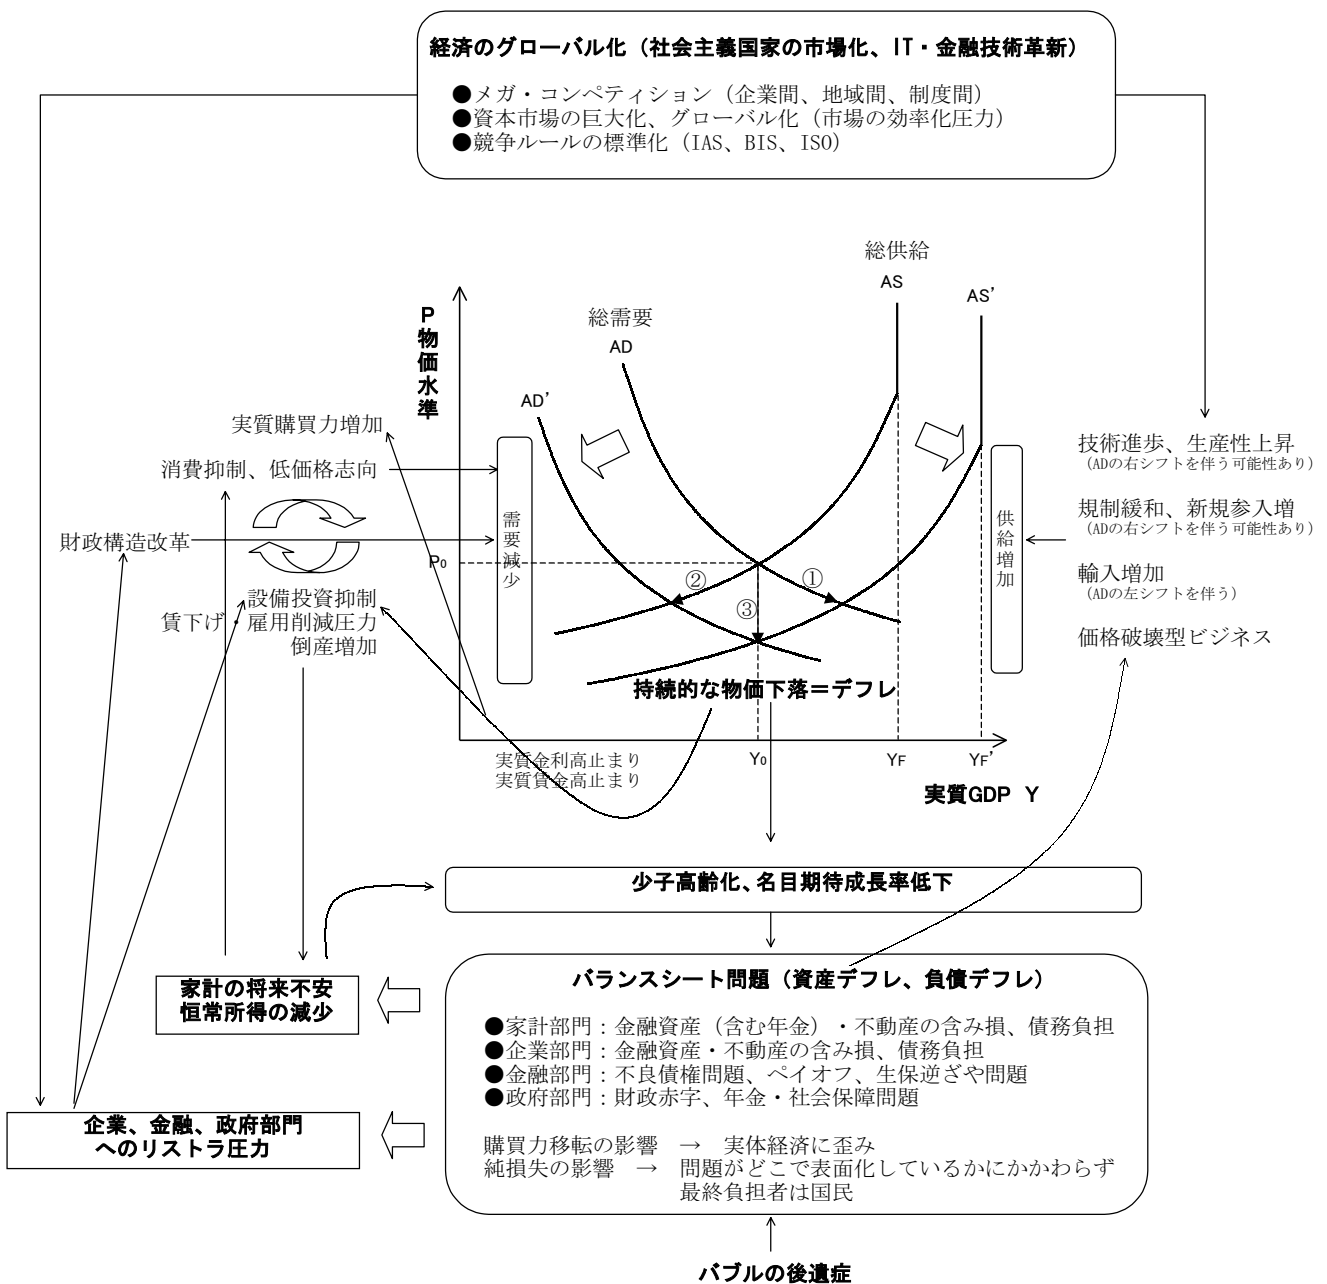 経済のグローバル化（社会主義国家の市場化、IT・金融技術革新）
●メガ・コンペティション（企業間、地域間、制度間）
●資本市場の巨大化、グローバル化（市場の効率化圧力）
●競争ルールの標準化（IAS、BIS、ISO）
総供給
AS
AS'
総需要
AD
AD'
P
物価水準
実質購買力増加
消費抑制、低価格志向
財政構造改革
設備投資抑制
賃下げ・雇用削減圧力
倒産増加
需要減少
P0
②
①
③
供給増加
技術進歩、生産性上昇
（ADの右シフトを伴う可能性あり）
規制緩和、新規参入増
（ADの右シフトを伴う可能性あり）
輸入増加
（ADの左シフトを伴う）
価格破壊型ビジネス
持続的な物価下落＝デフレ
実質金利高止まり
実質賃金高止まり
Y0
YF
YF'
実質GDP Y
少子高齢化、名目期待成長率低下
家計の将来不安
恒常所得の減少
バランスシート問題（資産デフレ、負債デフレ）
●家計部門：金融資産（含む年金）・不動産の含み損、債務負担
●企業部門：金融資産・不動産の含み損、債務負担
●金融部門：不良債権問題、ペイオフ、生保逆ざや問題
●政府部門：財政赤字、年金・社会保障問題
購買力移転の影響 → 実体経済に歪み
純損失の影響 → 問題がどこで表面化しているかにかかわらず
最終負担者は国民
企業、金融、政府部門
へのリストラ圧力
バブルの後遺症